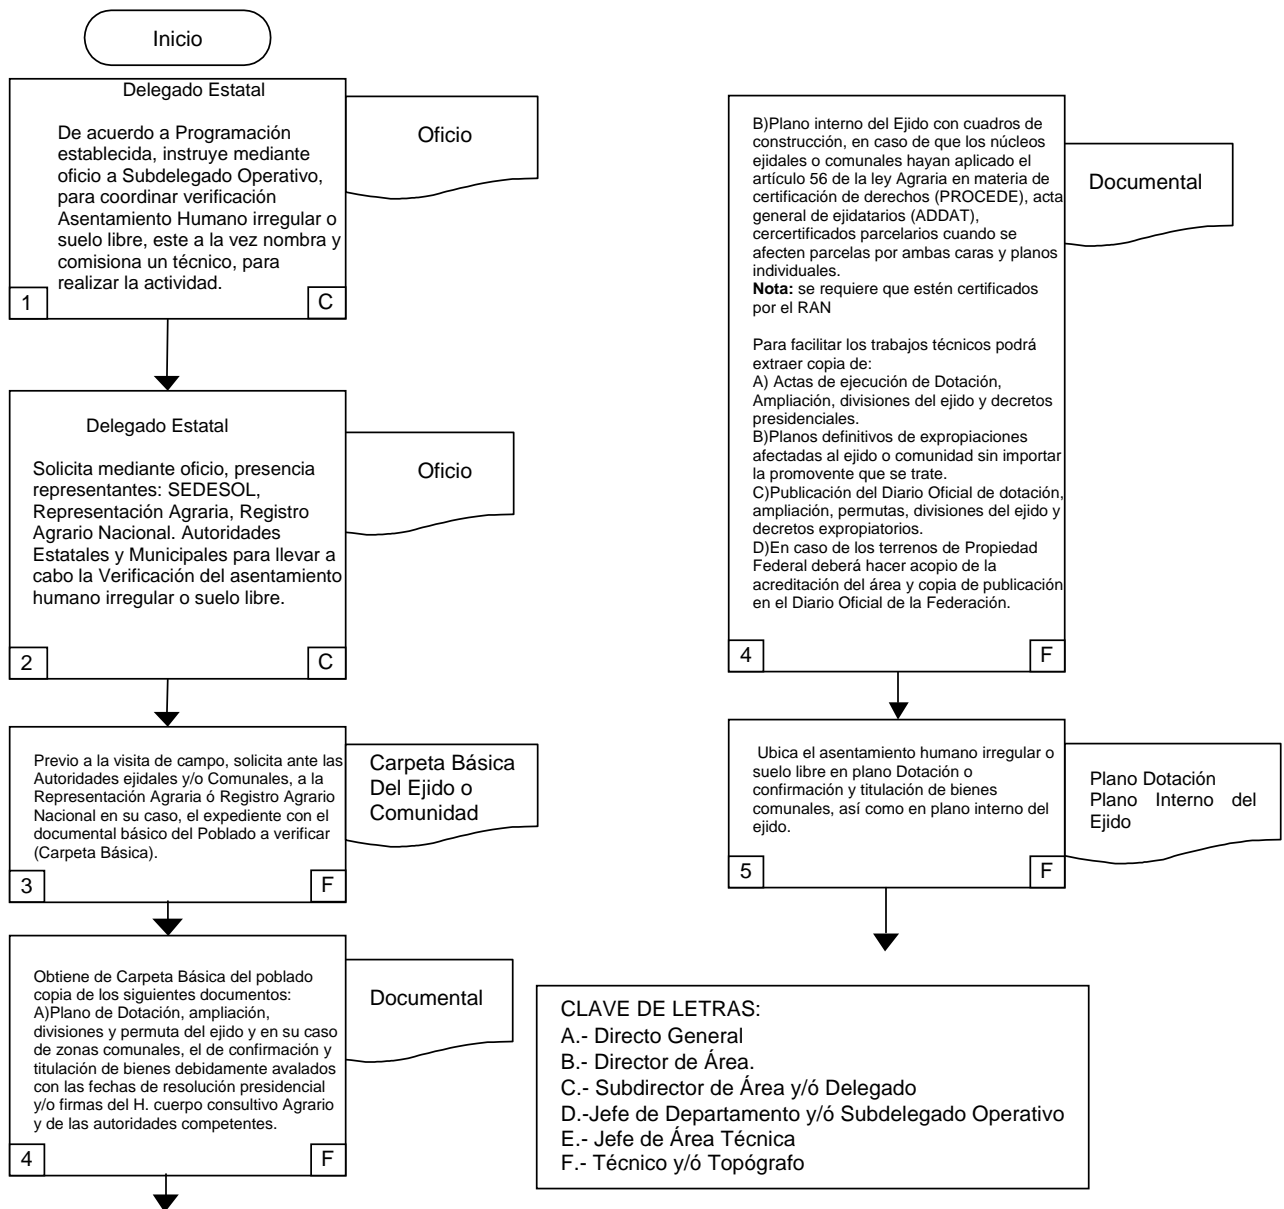 Inicio
Delegado Estatal
De acuerdo a Programación
establecida, instruye mediante
oficio a Subdelegado Operativo,
para coordinar verificación
Asentamiento Humano irregular o
suelo libre, este a la vez nombra y
comisiona un técnico, para
realizar la actividad.
1
C
Oficio
Delegado Estatal
Solicita mediante oficio, presencia
representantes: SEDESOL,
Representación Agraria, Registro
Agrario Nacional. Autoridades
Estatales y Municipales para llevar a
cabo la Verificación del asentamiento
humano irregular o suelo libre.
2
C
Oficio
Previo a la visita de campo, solicita ante las
Autoridades ejidales y/o Comunales, a la
Representación Agraria ó Registro Agrario
Nacional en su caso, el expediente con el
documental básico del Poblado a verificar
(Carpeta Básica).
3
F
Carpeta Básica
Del Ejido o
Comunidad
Obtiene de Carpeta Básica del poblado
copia de los siguientes documentos:
A)Plano de Dotación, ampliación,
divisiones y permuta del ejido y en su caso
de zonas comunales, el de confirmación y
titulación de bienes debidamente avalados
con las fechas de resolución presidencial
y/o firmas del H. cuerpo consultivo Agrario
y de las autoridades competentes.
4
F
Documental
B)Plano interno del Ejido con cuadros de
construcción, en caso de que los núcleos
ejidales o comunales hayan aplicado el
artículo 56 de la ley Agraria en materia de
certificación de derechos (PROCEDE), acta
general de ejidatarios (ADDAT),
cercertificados parcelarios cuando se
afecten parcelas por ambas caras y planos
individuales.
Nota: se requiere que estén certificados
por el RAN
Para facilitar los trabajos técnicos podrá
extraer copia de:
A) Actas de ejecución de Dotación,
Ampliación, divisiones del ejido y decretos
presidenciales.
B)Planos definitivos de expropiaciones
afectadas al ejido o comunidad sin importar
la promovente que se trate.
C)Publicación del Diario Oficial de dotación,
ampliación, permutas, divisiones del ejido y
decretos expropiatorios.
D)En caso de los terrenos de Propiedad
Federal deberá hacer acopio de la
acreditación del área y copia de publicación
en el Diario Oficial de la Federación.
4
F
Documental
Ubica el asentamiento humano irregular o
suelo libre en plano Dotación o
confirmación y titulación de bienes
comunales, así como en plano interno del
ejido.
5
F
Plano Dotación
Plano Interno del
Ejido
CLAVE DE LETRAS:
A.- Directo General
B.- Director de Área.
C.- Subdirector de Área y/ó Delegado
D.-Jefe de Departamento y/ó Subdelegado Operativo
E.- Jefe de Área Técnica
F.- Técnico y/ó Topógrafo